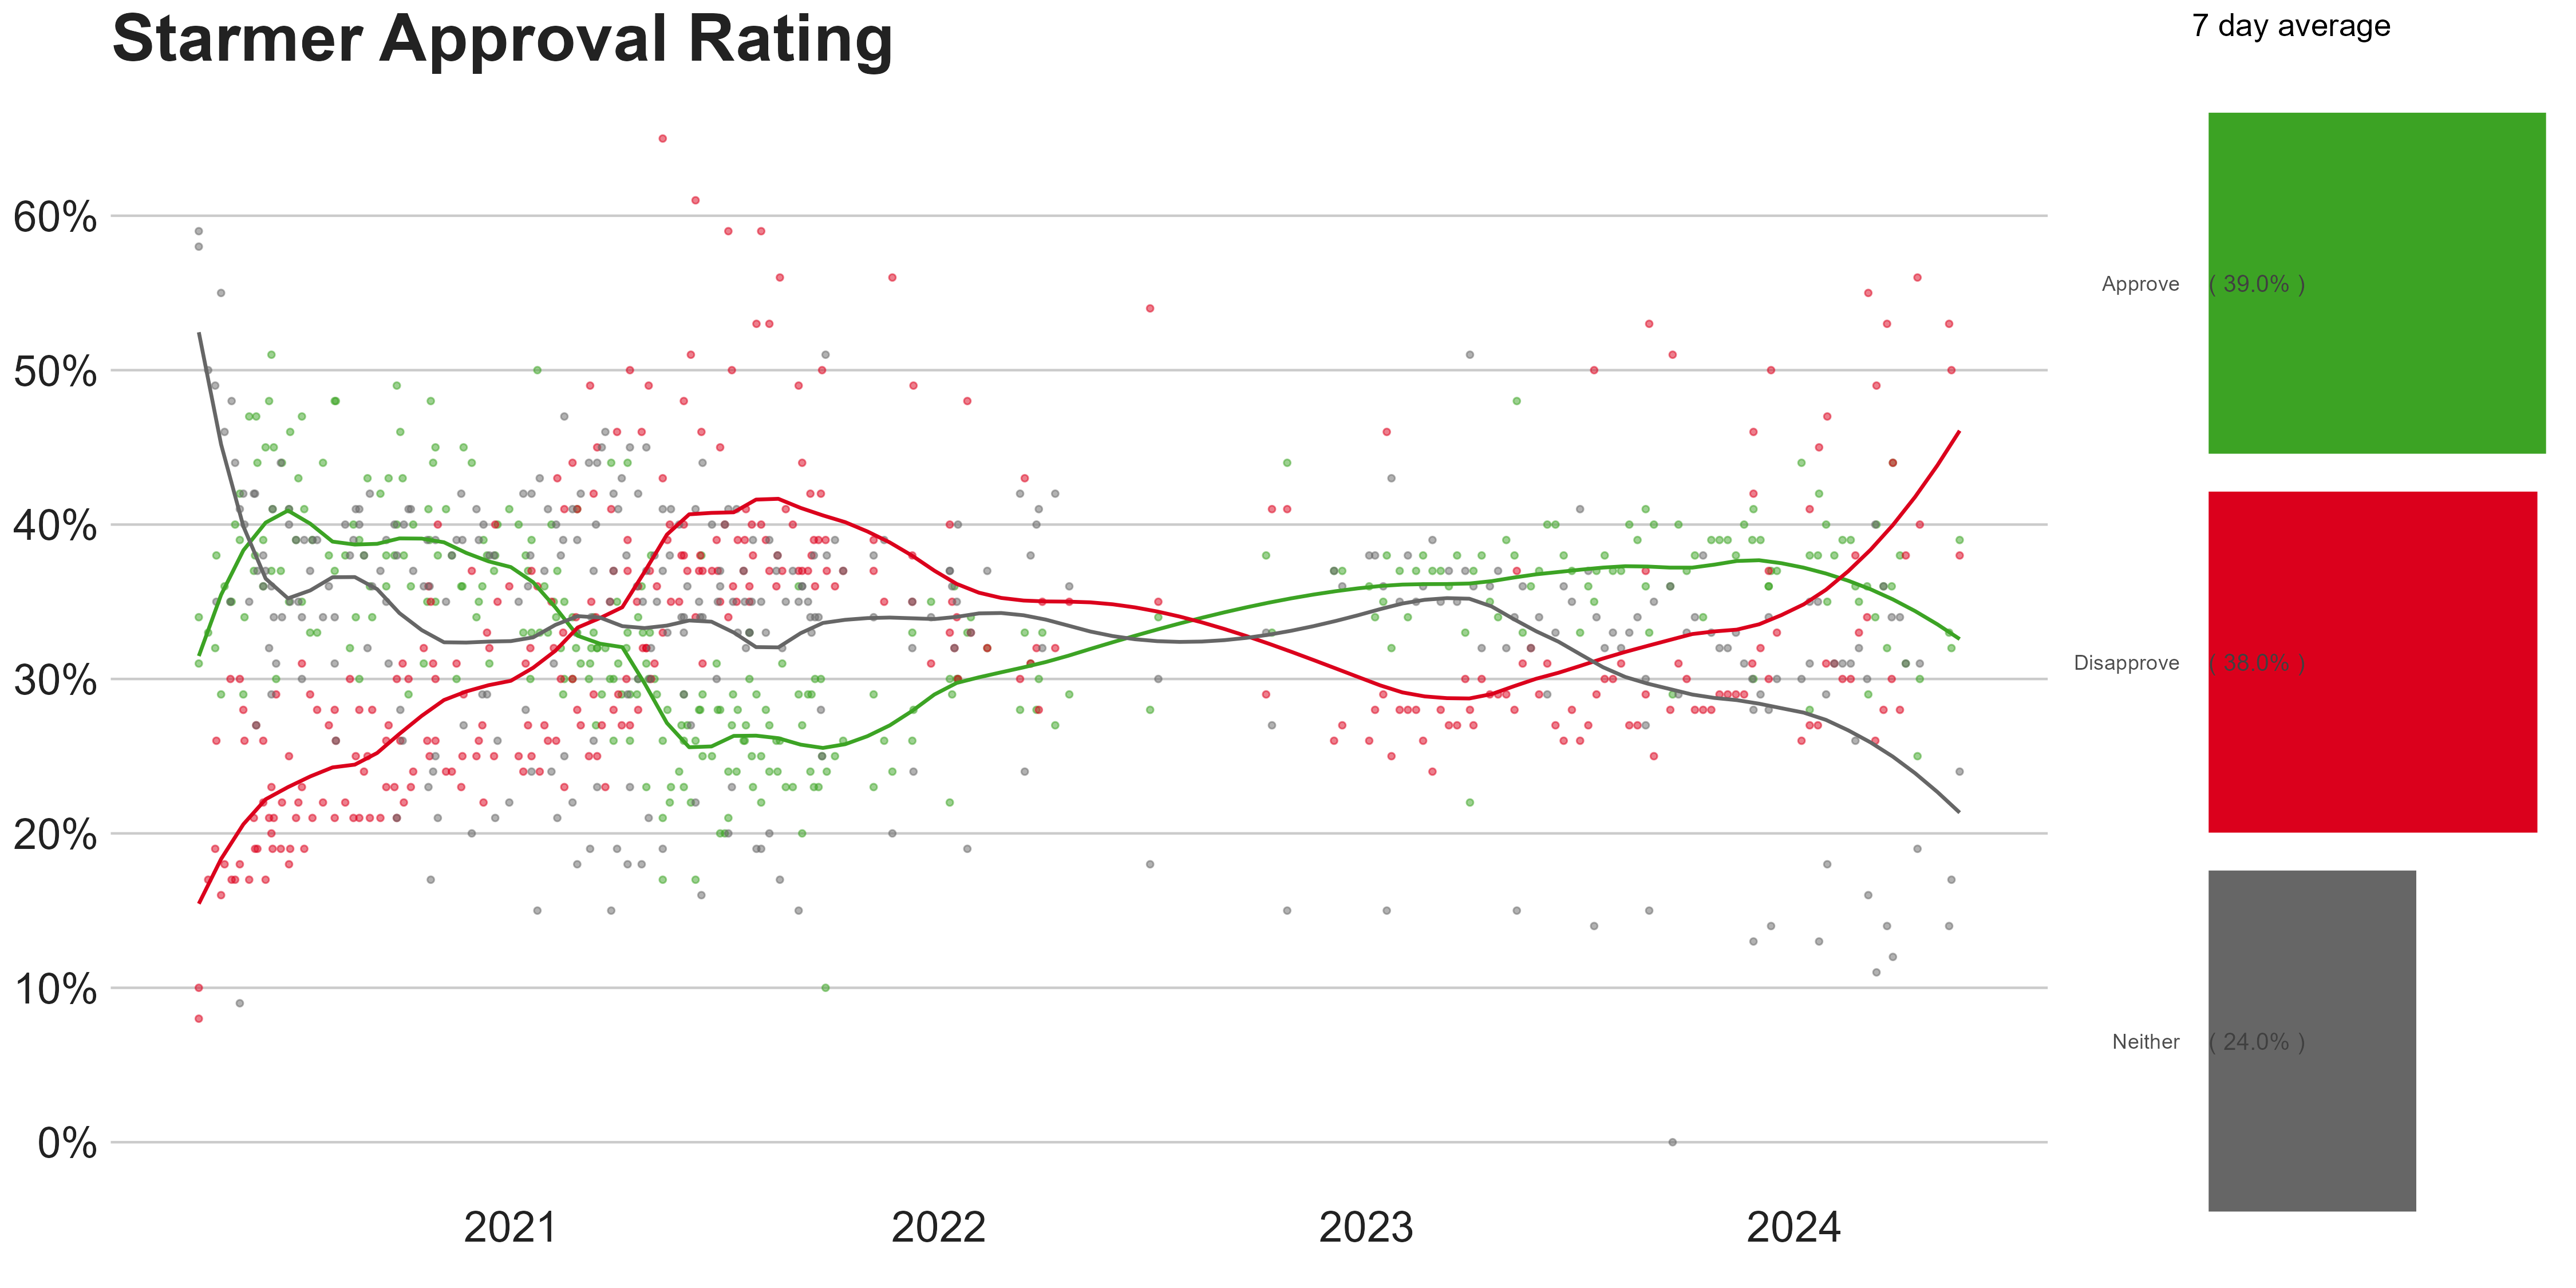 Starmer Approval Rating
7 day average
60%
50%
40%
30%
20%
10%
0%
2021 2022 2023 2024
Approve ( 39.0% )
Disapprove ( 38.0% )
Neither ( 24.0% )